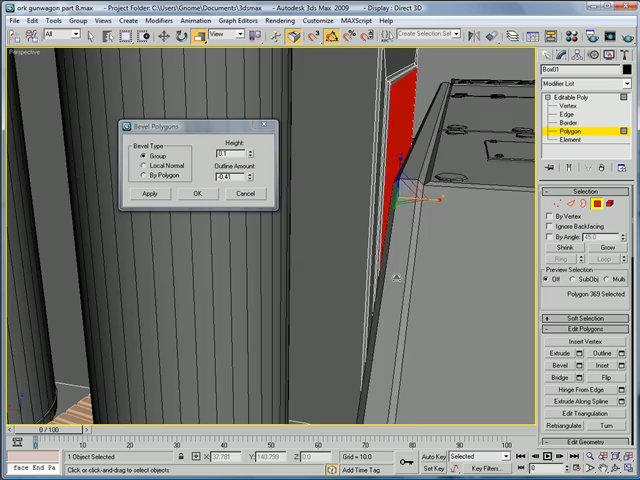 ork gunwagon part 8.max - Project Folder: C:\Users\Gnome\Documents\3dsmax - Autodesk 3ds Max 2009 - Display : Direct 3D
File Edit Tools Group Views Create Modifiers Animation Graph Editors Rendering Customize MAXScript Help
All
View
Create Selection Set
Perspective
Box01
Modifier List
Editable Poly
Vertex
Edge
Border
Polygon
Element
Bevel Polygons
Bevel Type
Group
Local Normal
By Polygon
Height:
0.1
Outline Amount:
-0.41
Apply OK Cancel
Selection
By Vertex
Ignore Backfacing
By Angle: 45.0
Shrink Grow
Ring Loop
Preview Selection
Off SubObj Multi
Polygon 369 Selected
Soft Selection
Edit Polygons
Insert Vertex
Extrude Outline
Bevel Inset
Bridge Flip
Hinge From Edge
Extrude Along Spline
Edit Triangulation
Retriangulate Turn
Edit Geometry
0 / 100
0 10 20 30 40 50 60 70 80 90 100
1 Object Selected
X: 37.781 Y: 140.799 Z: 0.0
Grid = 10.0
Auto Key Selected
face End Pa
Click or click-and-drag to select objects
Add Time Tag
Set Key Key Filters...
0